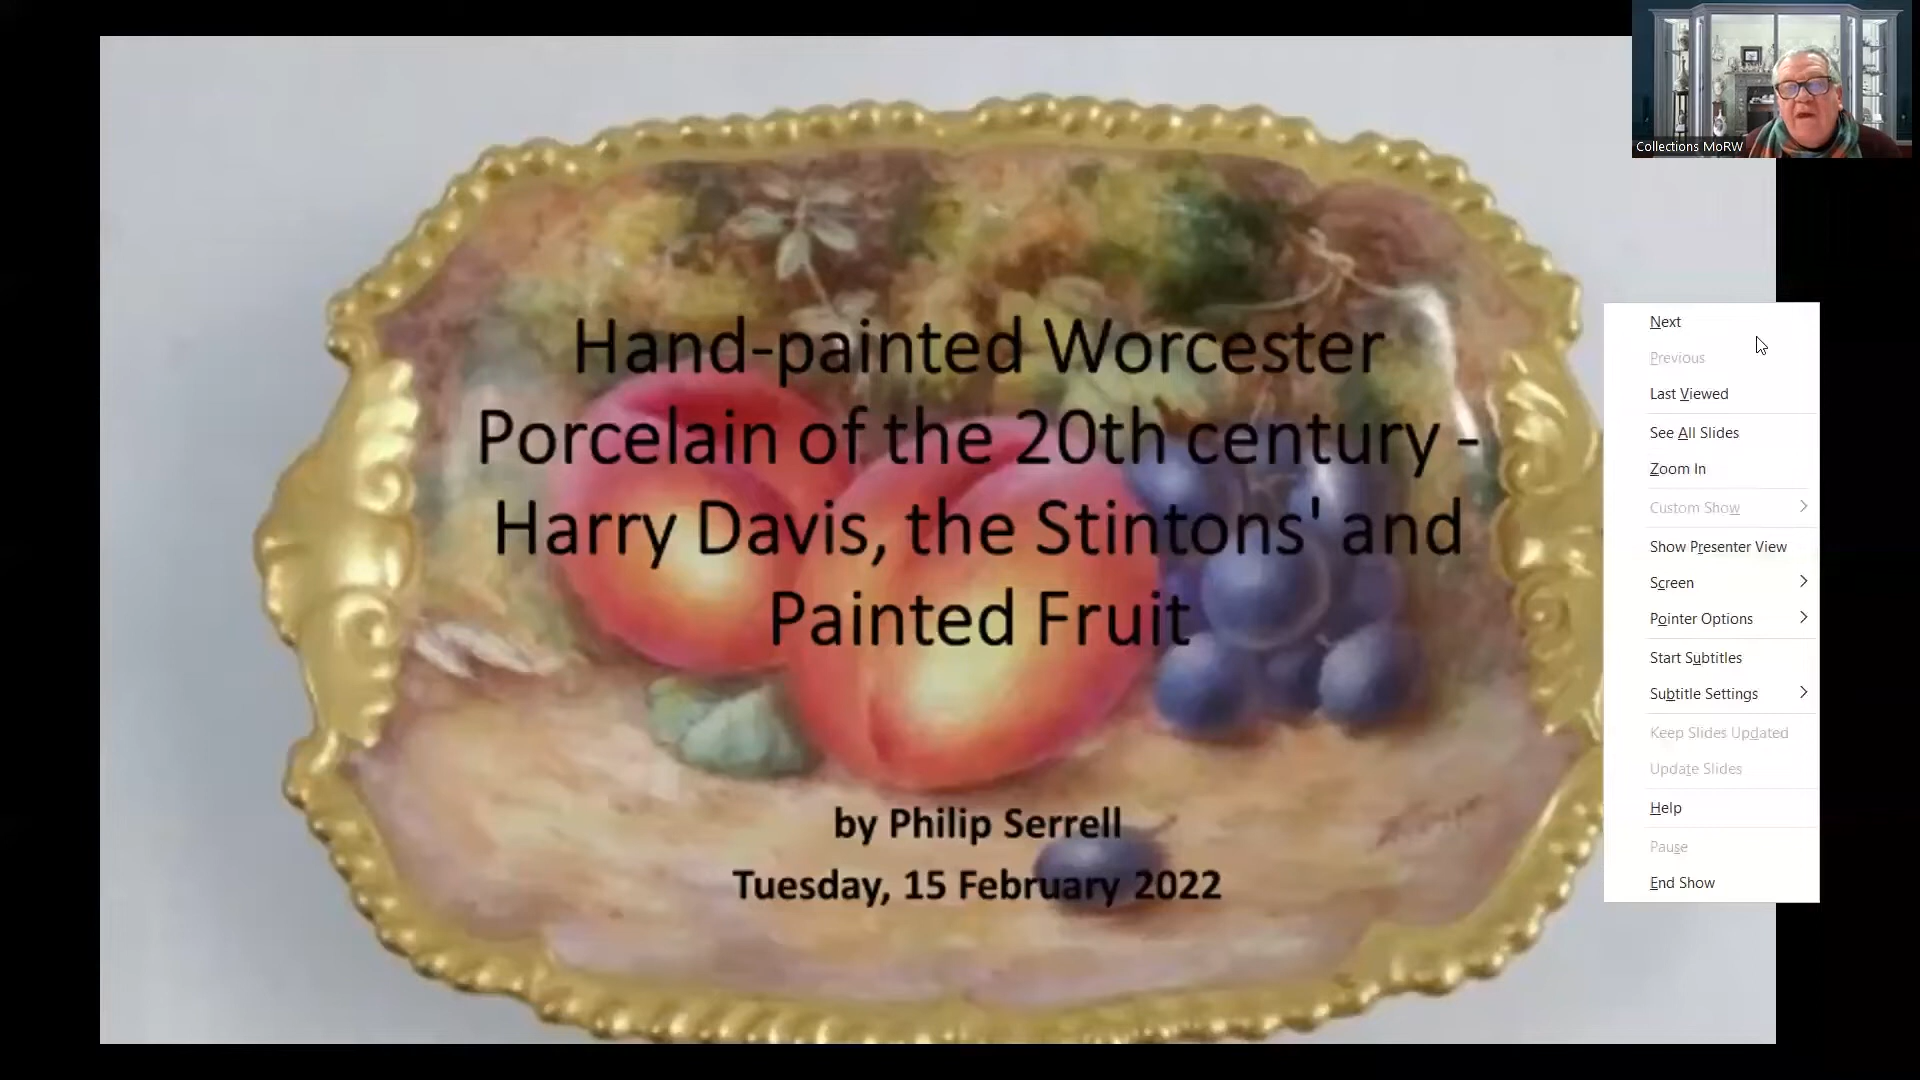 Collections MoRW
Hand-painted Worcester
Porcelain of the 20th century -
Harry Davis, the Stintons' and
Painted Fruit
by Philip Serrell
Tuesday, 15 February 2022
Next
Previous
Last Viewed
See All Slides
Zoom In
Custom Show
Show Presenter View
Screen
Pointer Options
Start Subtitles
Subtitle Settings
Keep Slides Updated
Update Slides
Help
Pause
End Show